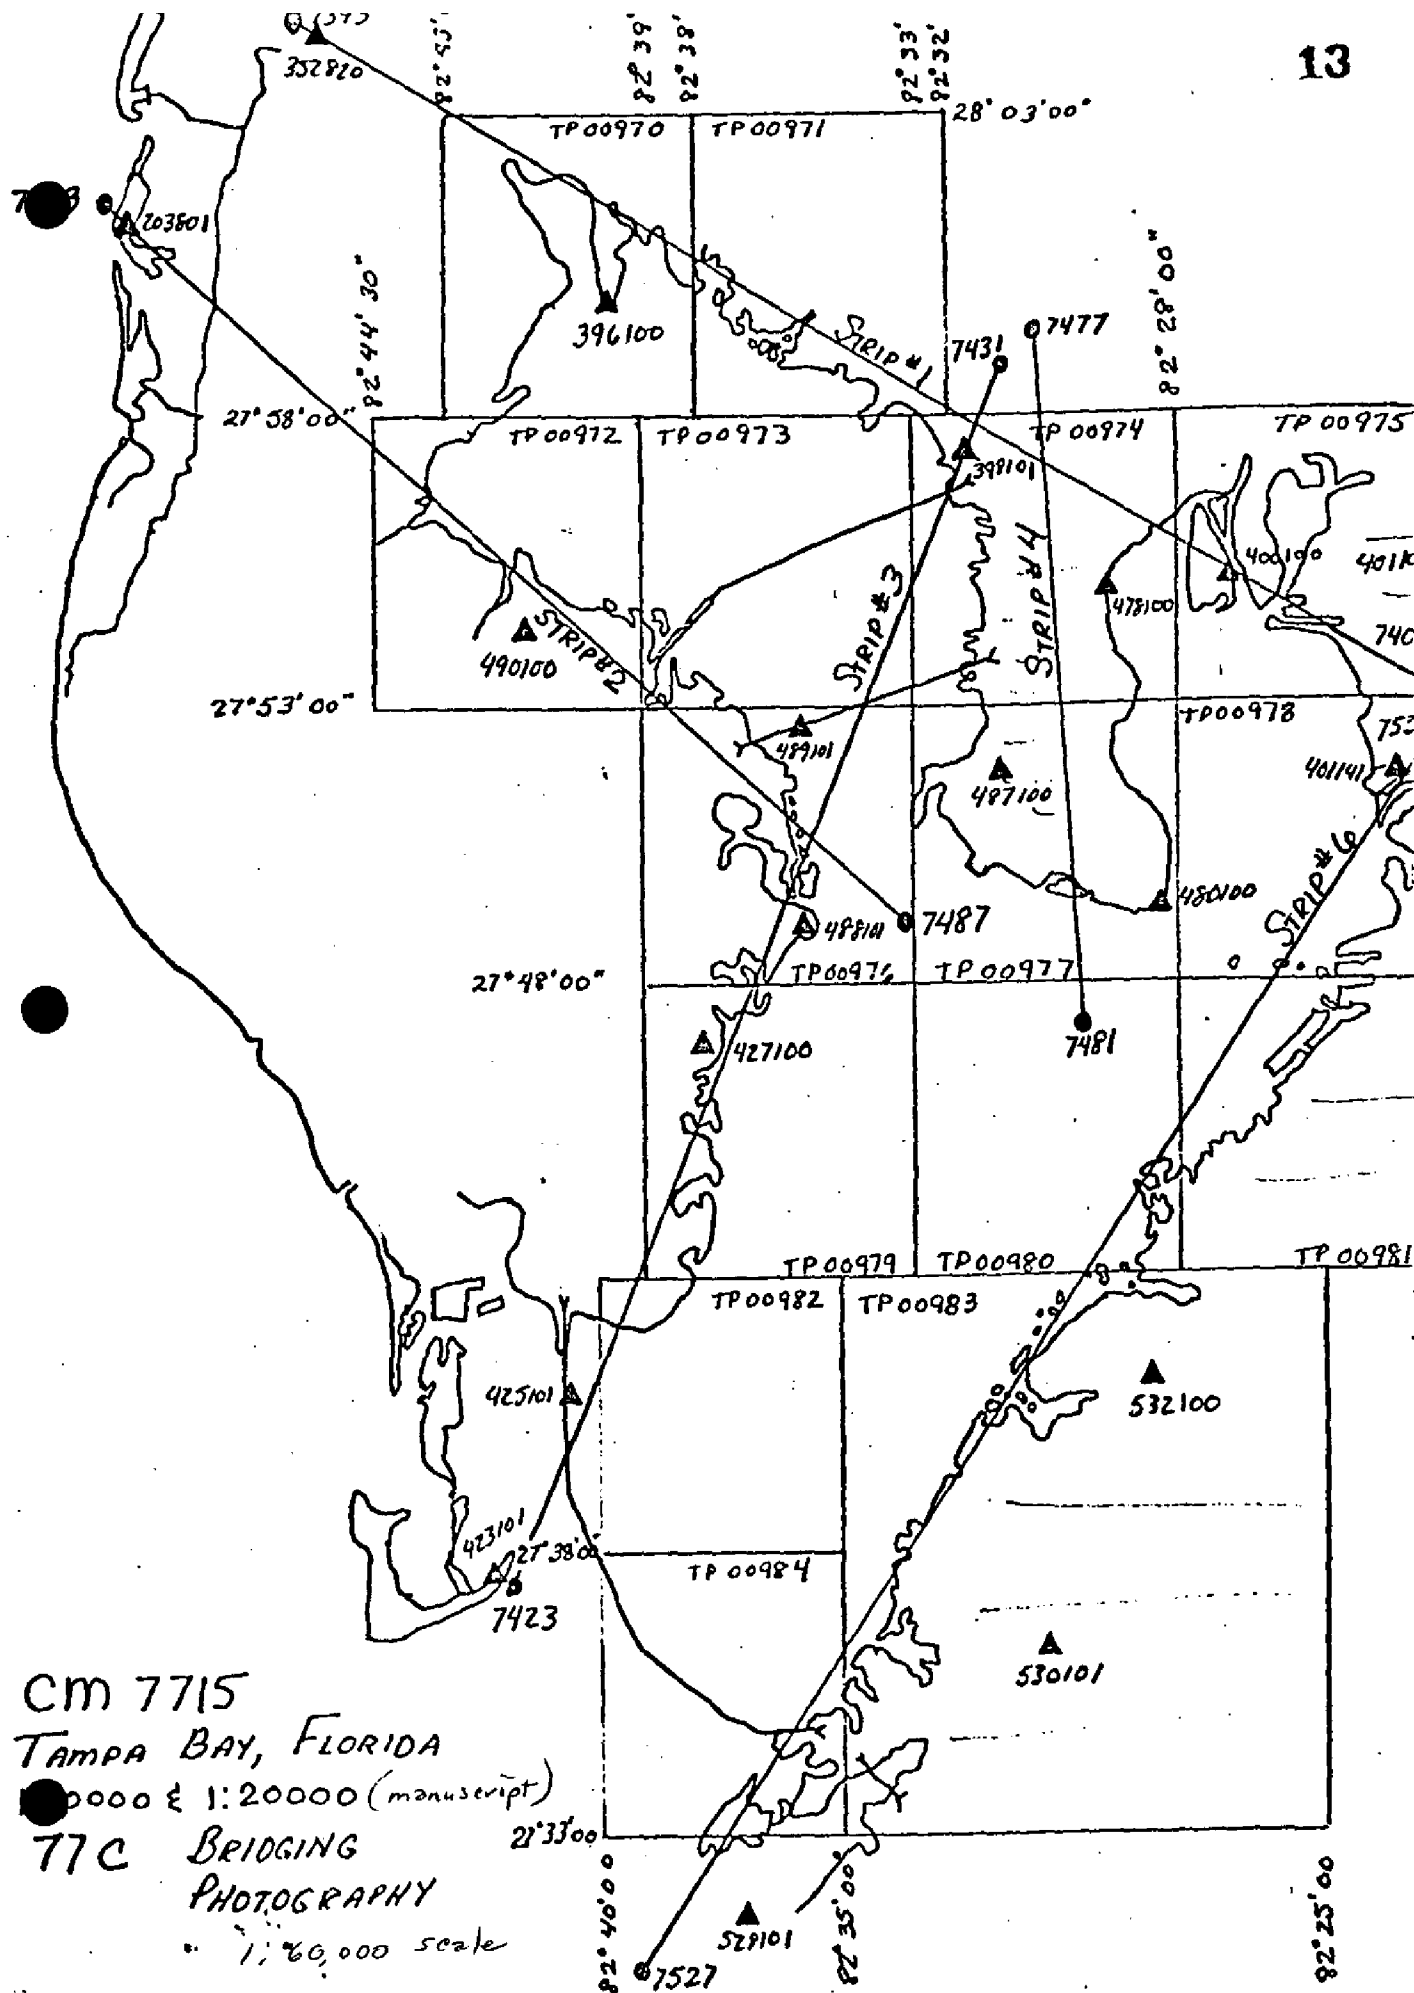 13
352820
82° 39'
82° 38'
82° 33'
82° 32'
28° 03' 00"
TP 00970
TP 00971
203801
82° 44' 30"
396100
STRIP #1
7431
7477
82° 28' 00"
27° 58' 00"
TP 00972
TP 00973
TP 00974
TP 00975
398101
400100
478100
740
STRIP #2
STRIP #3
STRIP #4
490100
27° 53' 00"
TP00978
753
489101
487100
401141
STRIP #6
480100
488101
7487
27° 48' 00"
TP 00976
TP 00977
427100
7481
TP 00979
TP 00980
TP 00981
TP 00982
TP 00983
425101
532100
423101
27° 38' 00"
TP 00984
7423
530101
CM 7715
TAMPA BAY, FLORIDA
0000 & 1:20000 (manuscript)
77C BRIDGING
PHOTOGRAPHY
1:60,000 scale
27° 33' 00
82° 40' 00
82° 35' 00
82° 25' 00
528101
7527